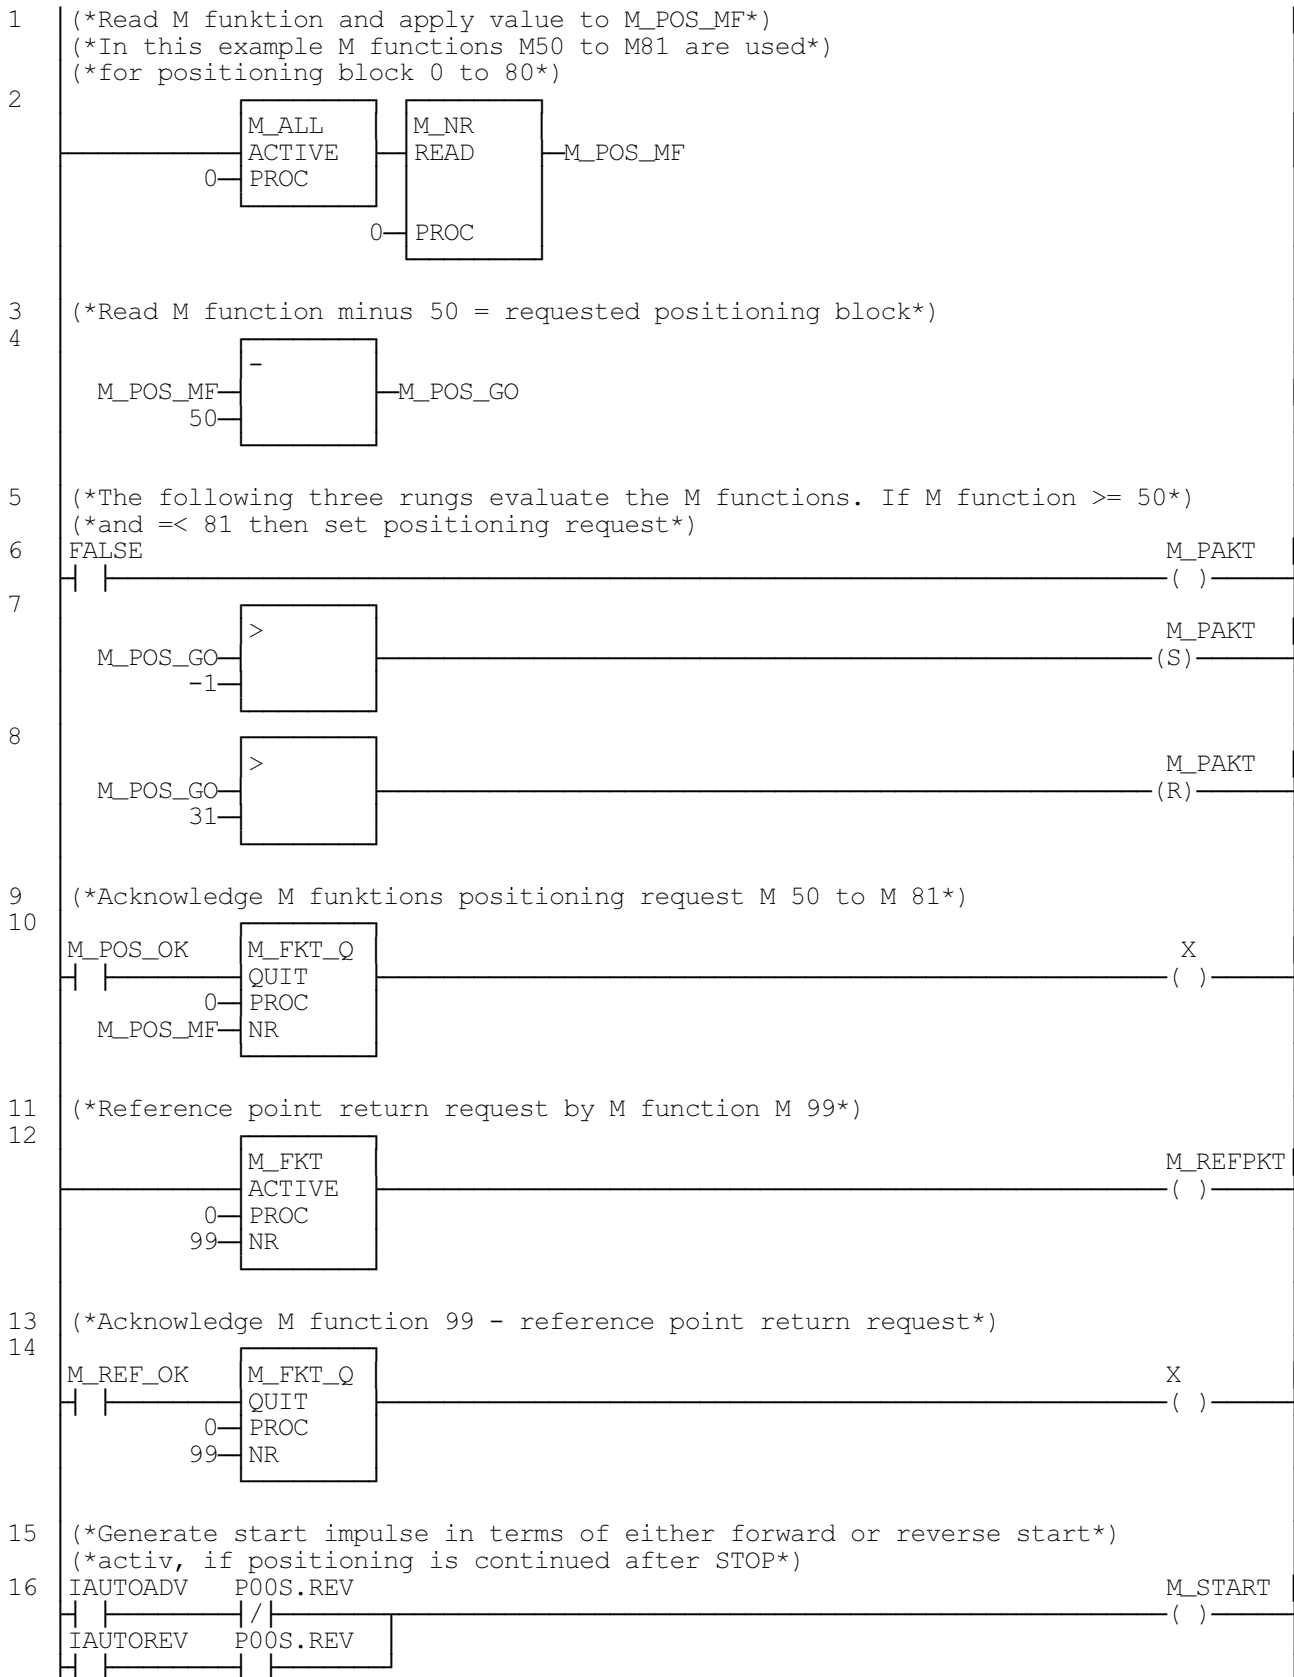 1 (*Read M funktion and apply value to M_POS_MF*)
(*In this example M functions M50 to M81 are used*)
(*for positioning block 0 to 80*)
2
M_ALL M_NR
ACTIVE READ M_POS_MF
0 PROC
0 PROC
3 (*Read M function minus 50 = requested positioning block*)
4
-
M_POS_MF M_POS_GO
50
5 (*The following three rungs evaluate the M functions. If M function >= 50*)
(*and =< 81 then set positioning request*)
6 FALSE M_PAKT
( )
7
> M_PAKT
M_POS_GO (S)
-1
8
> M_PAKT
M_POS_GO (R)
31
9 (*Acknowledge M funktions positioning request M 50 to M 81*)
10
M_POS_OK M_FKT_Q X
QUIT ( )
0 PROC
M_POS_MF NR
11 (*Reference point return request by M function M 99*)
12
M_FKT M_REFPKT
ACTIVE ( )
0 PROC
99 NR
13 (*Acknowledge M function 99 - reference point return request*)
14
M_REF_OK M_FKT_Q X
QUIT ( )
0 PROC
99 NR
15 (*Generate start impulse in terms of either forward or reverse start*)
(*activ, if positioning is continued after STOP*)
16 IAUTOADV P00S.REV M_START
/ ( )
IAUTOREV P00S.REV